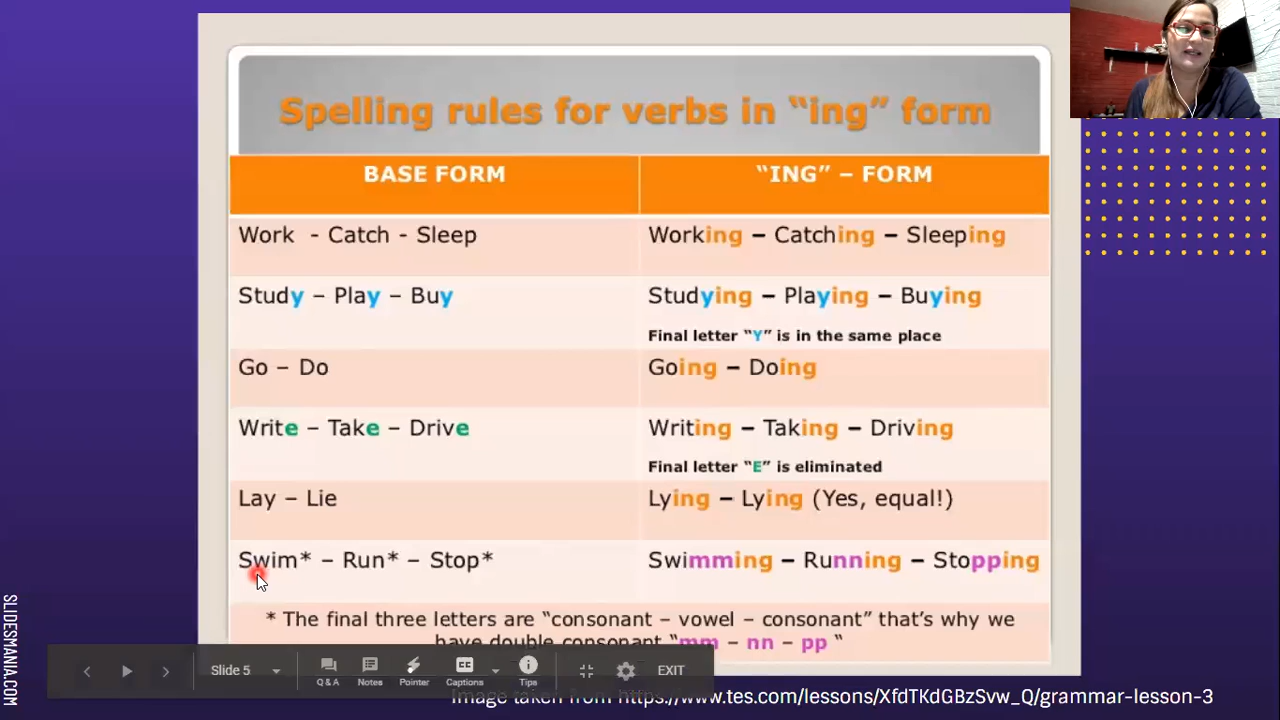 Spelling rules for verbs in “ing” form
BASE FORM
“ING” – FORM
Work - Catch - Sleep
Working – Catching – Sleeping
Study – Play – Buy
Studying – Playing – Buying
Final letter “Y” is in the same place
Go – Do
Going – Doing
Write – Take – Drive
Writing – Taking – Driving
Final letter “E” is eliminated
Lay – Lie
Lying – Lying (Yes, equal!)
Swim* – Run* – Stop*
Swimming – Running – Stopping
* The final three letters are “consonant – vowel – consonant” that’s why we
have double consonant “mm – nn – pp “
Slide 5
Q & A
Notes
Pointer
Captions
Tips
EXIT
Image taken from https://www.tes.com/lessons/XfdTKdGBzSvw_Q/grammar-lesson-3
SLIDESMANIA.COM